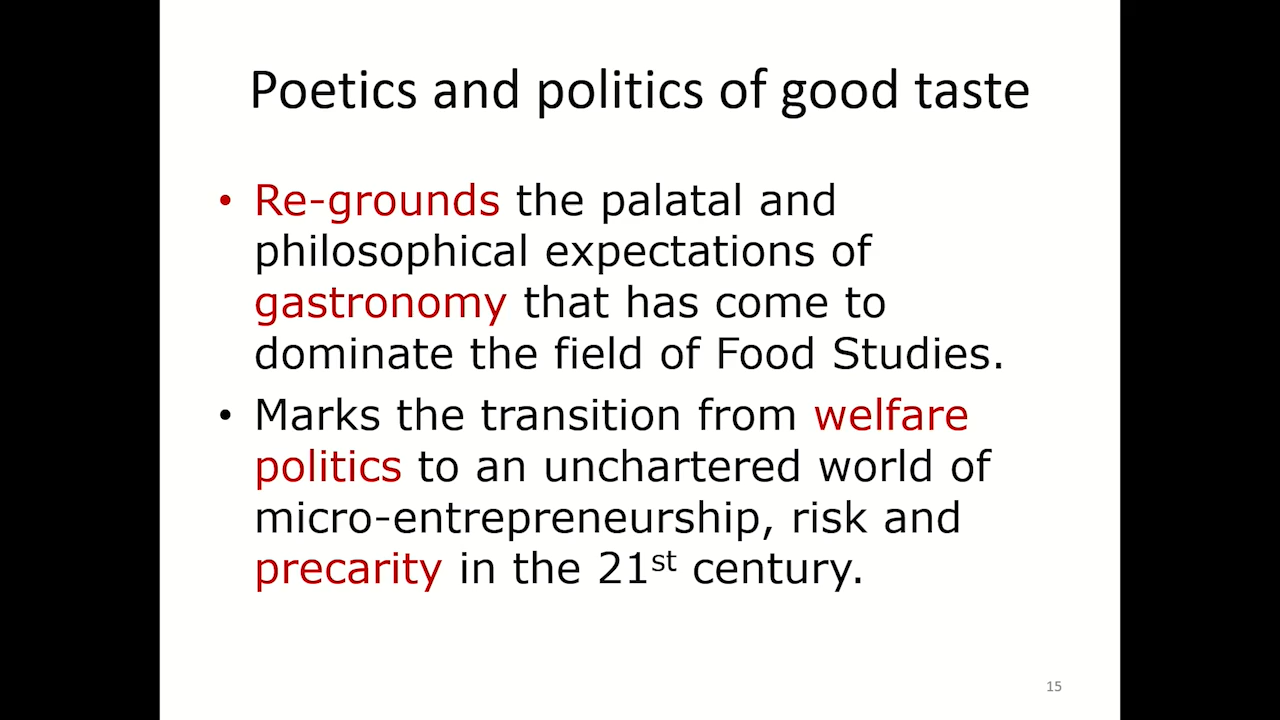 Poetics and politics of good taste
• Re-grounds the palatal and
philosophical expectations of
gastronomy that has come to
dominate the field of Food Studies.
• Marks the transition from welfare
politics to an unchartered world of
micro-entrepreneurship, risk and
precarity in the 21st century.
15